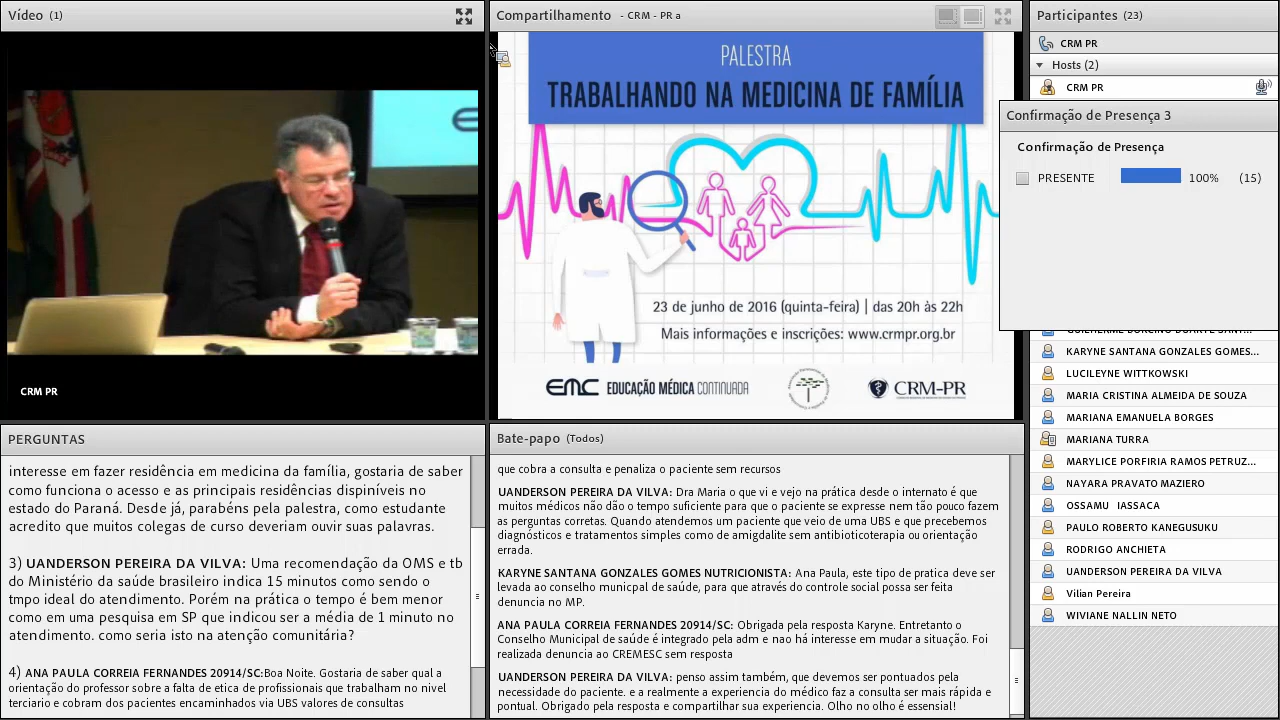 Vídeo (1)
CRM PR
Compartilhamento - CRM - PR a
PALESTRA
TRABALHANDO NA MEDICINA DE FAMÍLIA
23 de junho de 2016 (quinta-feira) | das 20h às 22h
Mais informações e inscrições: www.crmpr.org.br
EMC EDUCAÇÃO MÉDICA CONTINUADA
CRM-PR
Participantes (23)
CRM PR
Hosts (2)
CRM PR
Confirmação de Presença 3
Confirmação de Presença
PRESENTE 100% (15)
KARYNE SANTANA GONZALES GOMES...
LUCILEYNE WITTKOWSKI
MARIA CRISTINA ALMEIDA DE SOUZA
MARIANA EMANUELA BORGES
MARIANA TURRA
MARYLICE PORFIRIA RAMOS PETRUZ...
NAYARA PRAVATO MAZIERO
OSSAMU IASSACA
PAULO ROBERTO KANEGUSUKU
RODRIGO ANCHIETA
UANDERSON PEREIRA DA VILVA
Vilian Pereira
WIVIANE NALLIN NETO
PERGUNTAS
interesse em fazer residência em medicina da família, gostaria de saber
como funciona o acesso e as principais residências dispiníveis no
estado do Paraná. Desde já, parabéns pela palestra, como estudante
acredito que muitos colegas de curso deveriam ouvir suas palavras.
3) UANDERSON PEREIRA DA VILVA: Uma recomendação da OMS e tb
do Ministério da saúde brasileiro indica 15 minutos como sendo o
tmpo ideal do atendimento. Porém na prática o tempo é bem menor
como em uma pesquisa em SP que indicou ser a média de 1 minuto no
atendimento. como seria isto na atenção comunitária?
4) ANA PAULA CORREIA FERNANDES 20914/SC:Boa Noite. Gostaria de saber qual a
orientação do professor sobre a falta de etica de profissionais que trabalham no nivel
terciario e cobram dos pacientes encaminhados via UBS valores de consultas
Bate-papo (Todos)
que cobra a consulta e penaliza o paciente sem recursos
UANDERSON PEREIRA DA VILVA: Dra Maria o que vi e vejo na prática desde o internato é que
muitos médicos não dão o tempo suficiente para que o paciente se expresse nem tão pouco fazem
as perguntas corretas. Quando atendemos um paciente que veio de uma UBS e que precebemos
diagnósticos e tratamentos simples como de amigdalite sem antibioticoterapia ou orientação
errada.
KARYNE SANTANA GONZALES GOMES NUTRICIONISTA: Ana Paula, este tipo de pratica deve ser
levada ao conselho municpal de saúde, para que através do controle social possa ser feita
denuncia no MP.
ANA PAULA CORREIA FERNANDES 20914/SC: Obrigada pela resposta Karyne. Entretanto o
Conselho Municipal de saúde é integrado pela adm e nao há interesse em mudar a situação. Foi
realizada denuncia ao CREMESC sem resposta
UANDERSON PEREIRA DA VILVA: penso assim também, que devemos ser pontuados pela
necessidade do paciente. e a realmente a experiencia do médico faz a consulta ser mais rápida e
pontual. Obrigado pela resposta e compartilhar sua experiencia. Olho no olho é essensial!